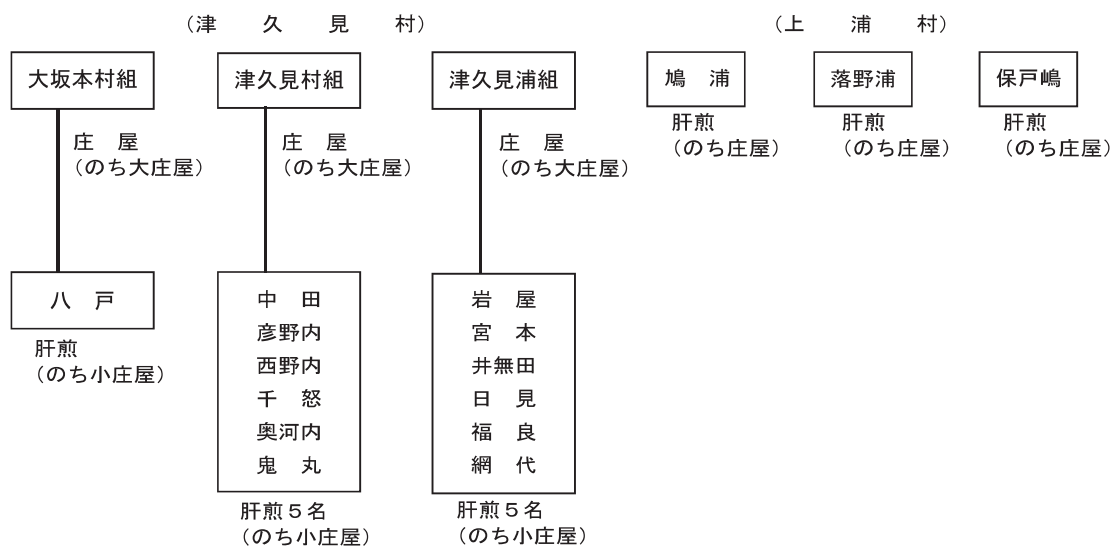 （津　久　見　村）
（上　浦　村）
大坂本村組
庄　屋
（のち大庄屋）
八　戸
肝煎
（のち小庄屋）
津久見村組
庄　屋
（のち大庄屋）
中　田
彦野内
西野内
千　怒
奥河内
鬼　丸
肝煎５名
（のち小庄屋）
津久見浦組
庄　屋
（のち大庄屋）
岩　屋
宮　本
井無田
日　見
福　良
網　代
肝煎５名
（のち小庄屋）
鳩　浦
肝煎
（のち庄屋）
落野浦
肝煎
（のち庄屋）
保戸嶋
肝煎
（のち庄屋）